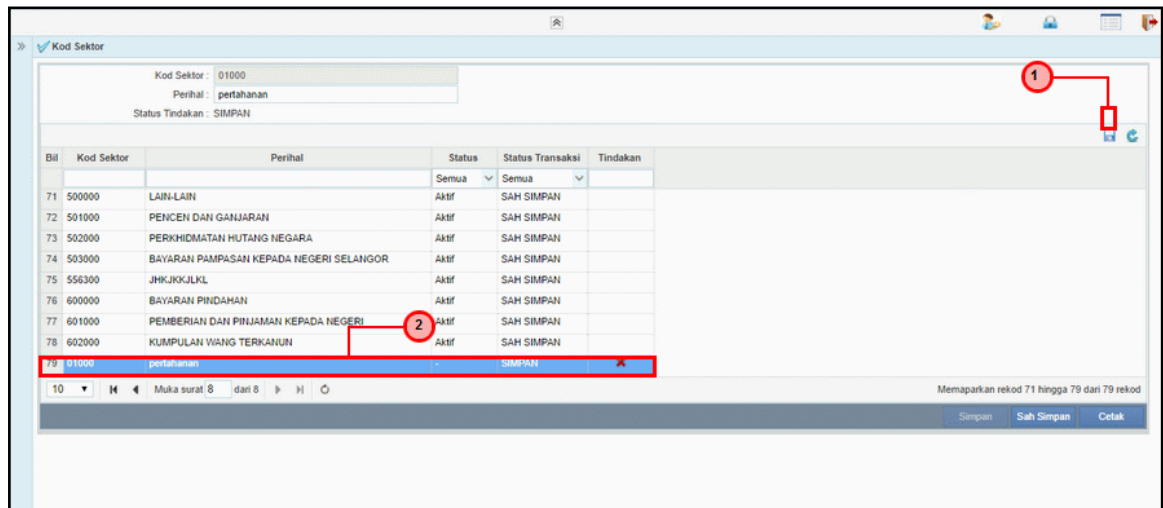 Kod Sektor
Kod Sektor : 01000
Perihal : pertahanan
Status Tindakan : SIMPAN
1
Bil Kod Sektor Perihal Status Status Transaksi Tindakan
Semua Semua
71 500000 LAIN-LAIN Aktif SAH SIMPAN
72 501000 PENCEN DAN GANJARAN Aktif SAH SIMPAN
73 502000 PERKHIDMATAN HUTANG NEGARA Aktif SAH SIMPAN
74 503000 BAYARAN PAMPASAN KEPADA NEGERI SELANGOR Aktif SAH SIMPAN
75 556300 JHKJKKJLKL Aktif SAH SIMPAN
76 600000 BAYARAN PINDAHAN Aktif SAH SIMPAN
77 601000 PEMBERIAN DAN PINJAMAN KEPADA NEGERI Aktif SAH SIMPAN
2
78 602000 KUMPULAN WANG TERKANUN Aktif SAH SIMPAN
79 01000 pertahanan - SIMPAN
10 Muka surat 8 dari 8 Memaparkan rekod 71 hingga 79 dari 79 rekod
Simpan Sah Simpan Cetak